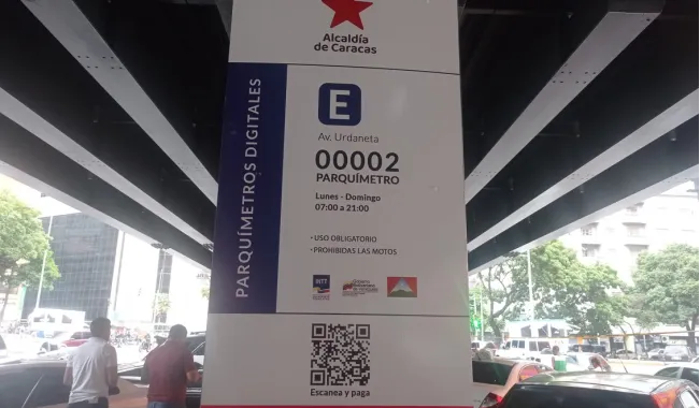 Alcaldía
de Caracas
PARQUÍMETROS DIGITALES
E
Av. Urdaneta
00002
PARQUÍMETRO
Lunes - Domingo
07:00 a 21:00
• USO OBLIGATORIO
• PROHIBIDAS LAS MOTOS
INTT
Escanea y paga